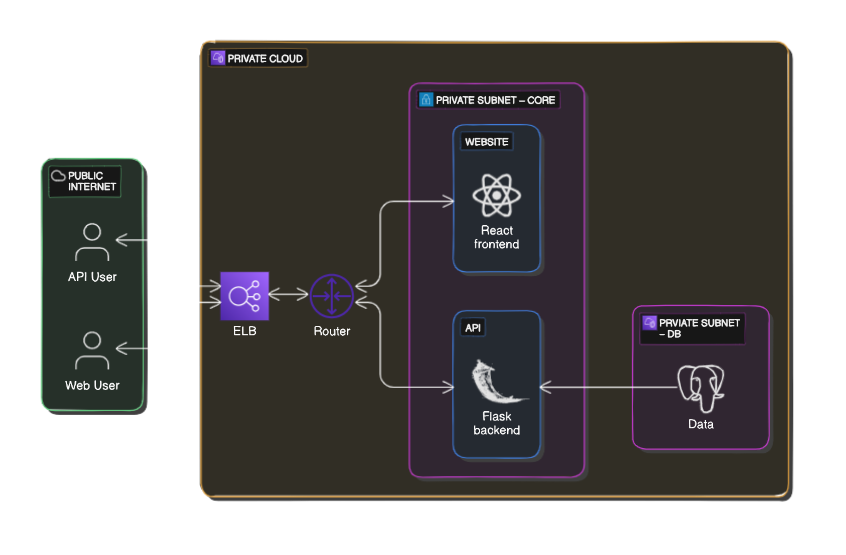 PRIVATE CLOUD
PRIVATE SUBNET – CORE
WEBSITE
React
frontend
PUBLIC
INTERNET
API User
Web User
ELB
Router
API
Flask
backend
PRVIATE SUBNET
– DB
Data